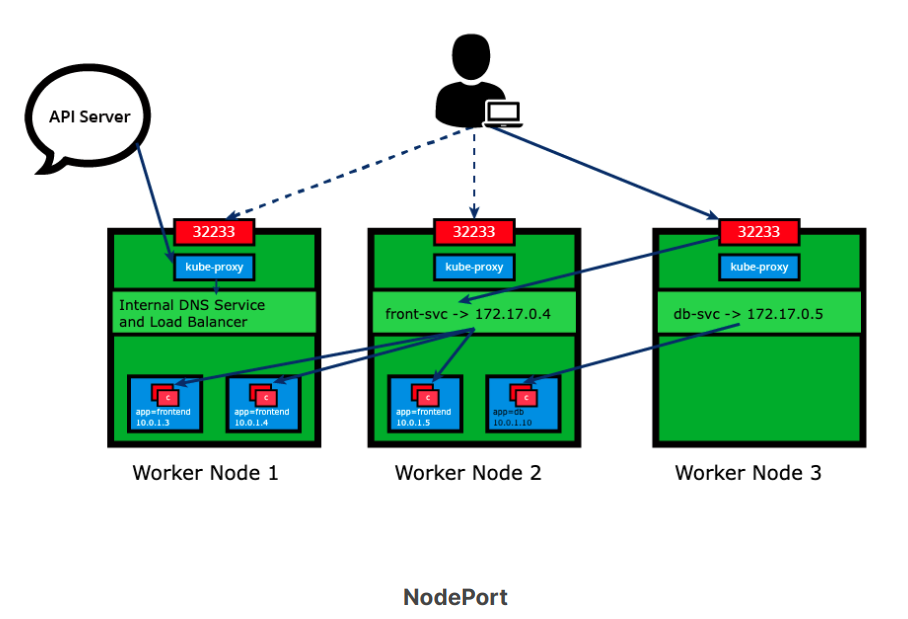 API Server
32233
32233
32233
kube-proxy
kube-proxy
kube-proxy
Internal DNS Service
and Load Balancer
front-svc -> 172.17.0.4
db-svc -> 172.17.0.5
c
app=frontend
10.0.1.3
c
app=frontend
10.0.1.4
c
app=frontend
10.0.1.5
c
app=db
10.0.1.10
Worker Node 1
Worker Node 2
Worker Node 3
NodePort